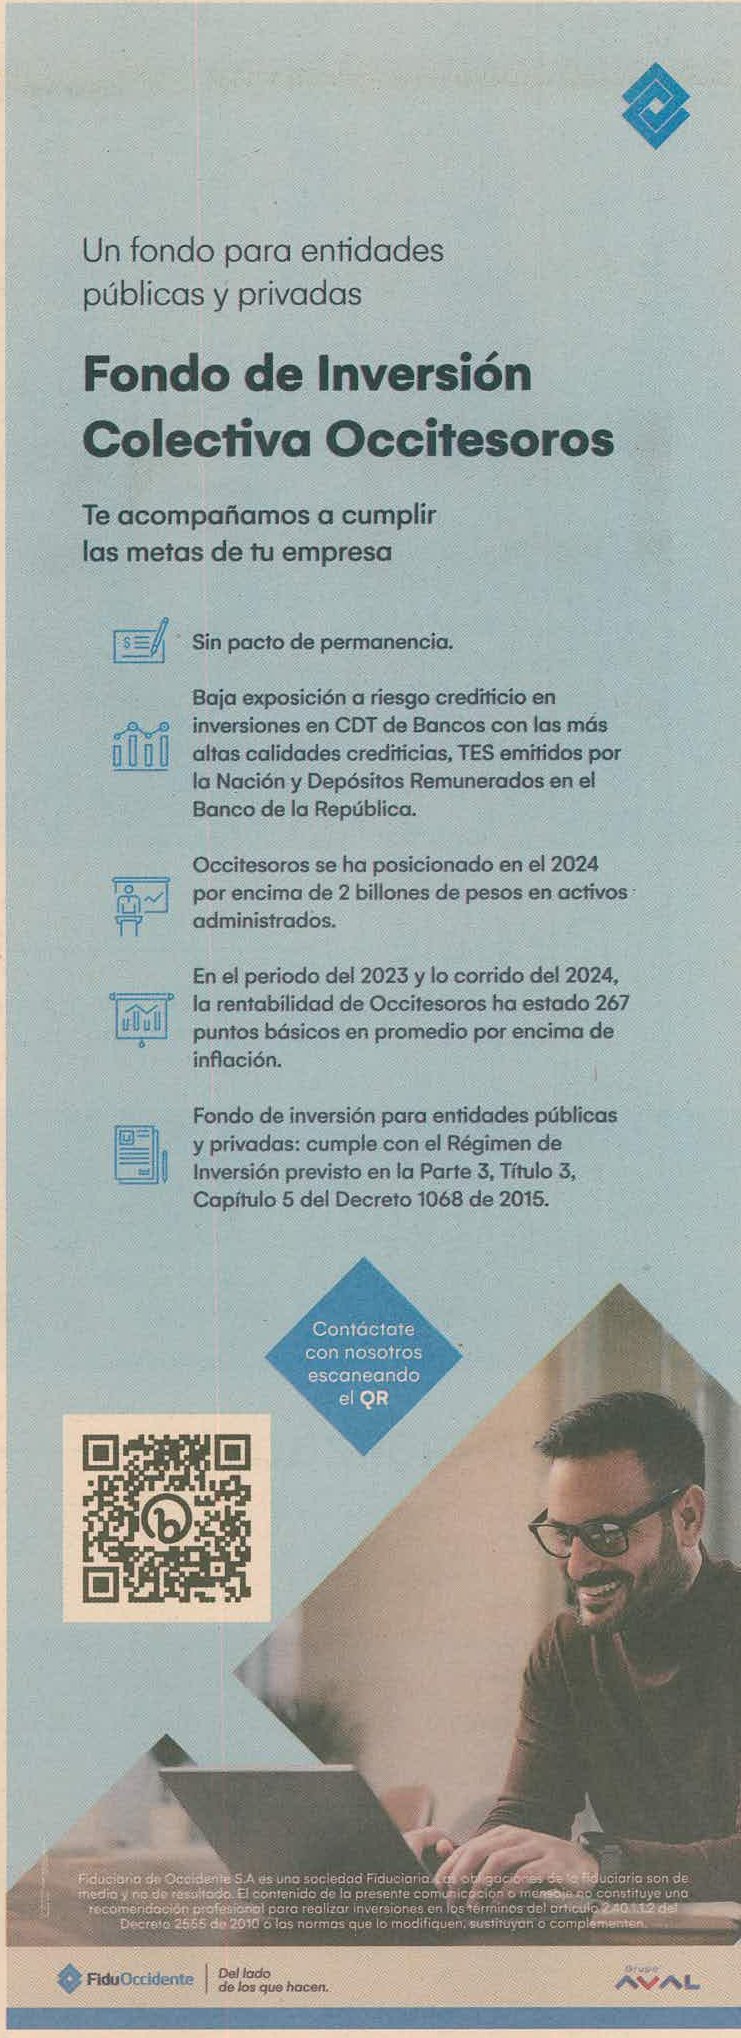 Un fondo para entidades
públicas y privadas
Fondo de Inversión
Colectiva Occitesoros
Te acompañamos a cumplir
las metas de tu empresa
Sin pacto de permanencia.
Baja exposición a riesgo crediticio en
inversiones en CDT de Bancos con las más
altas calidades crediticias, TES emitidos por
la Nación y Depósitos Remunerados en el
Banco de la República.
Occitesoros se ha posicionado en el 2024
por encima de 2 billones de pesos en activos
administrados.
En el periodo del 2023 y lo corrido del 2024,
la rentabilidad de Occitesoros ha estado 267
puntos básicos en promedio por encima de
inflación.
Fondo de inversión para entidades públicas
y privadas: cumple con el Régimen de
Inversión previsto en la Parte 3, Título 3,
Capítulo 5 del Decreto 1068 de 2015.
Contáctate
con nosotros
escaneando
el QR
Fiduciaria de Occidente S.A es una sociedad Fiduciaria. Las obligaciones de la fiduciaria son de
media y no de resultado. El contenido de la presente comunicación o mensaje no constituye una
recomendación profesional para realizar inversiones en los términos del artículo 2.40.1.1.2 del
Decreto 2555 de 2010 o las normas que lo modifiquen, sustituyan o complementen.
FiduOccidente
Del lado
de los que hacen.
Grupo
AVAL